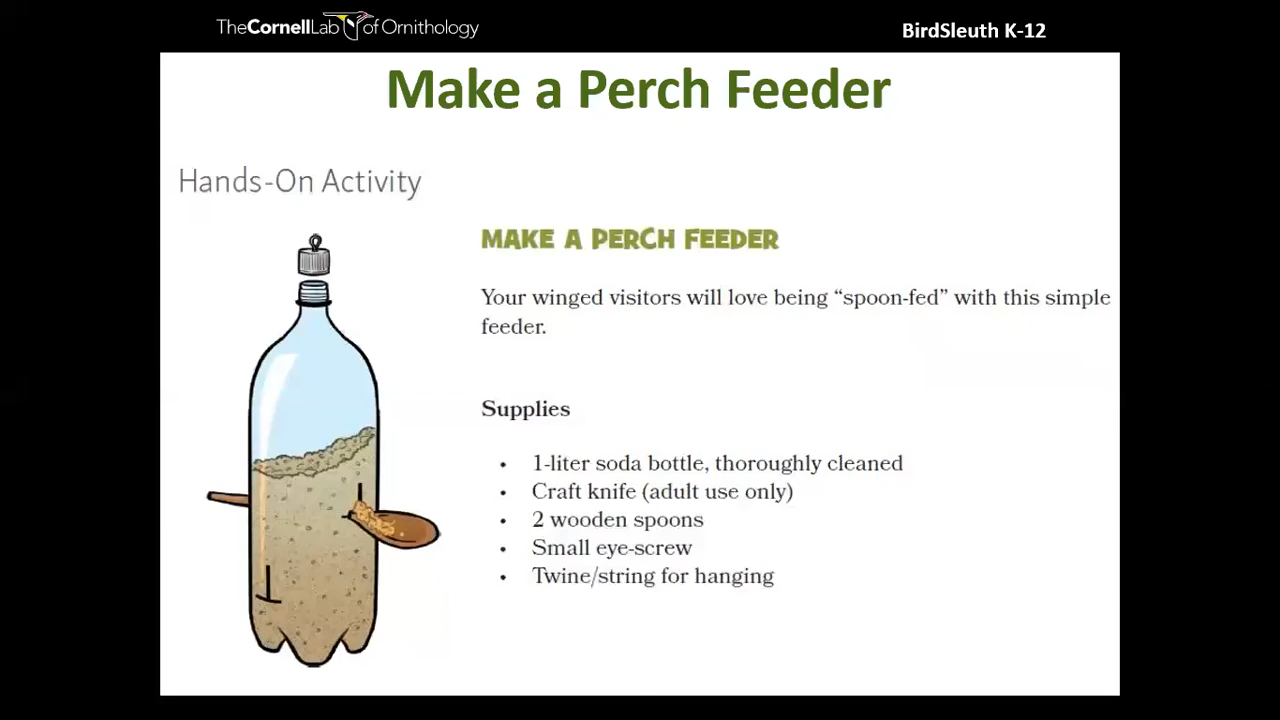 TheCornellLab of Ornithology
BirdSleuth K-12
Make a Perch Feeder
Hands-On Activity
MAKE A PERCH FEEDER
Your winged visitors will love being “spoon-fed” with this simple
feeder.
Supplies
• 1-liter soda bottle, thoroughly cleaned
• Craft knife (adult use only)
• 2 wooden spoons
• Small eye-screw
• Twine/string for hanging